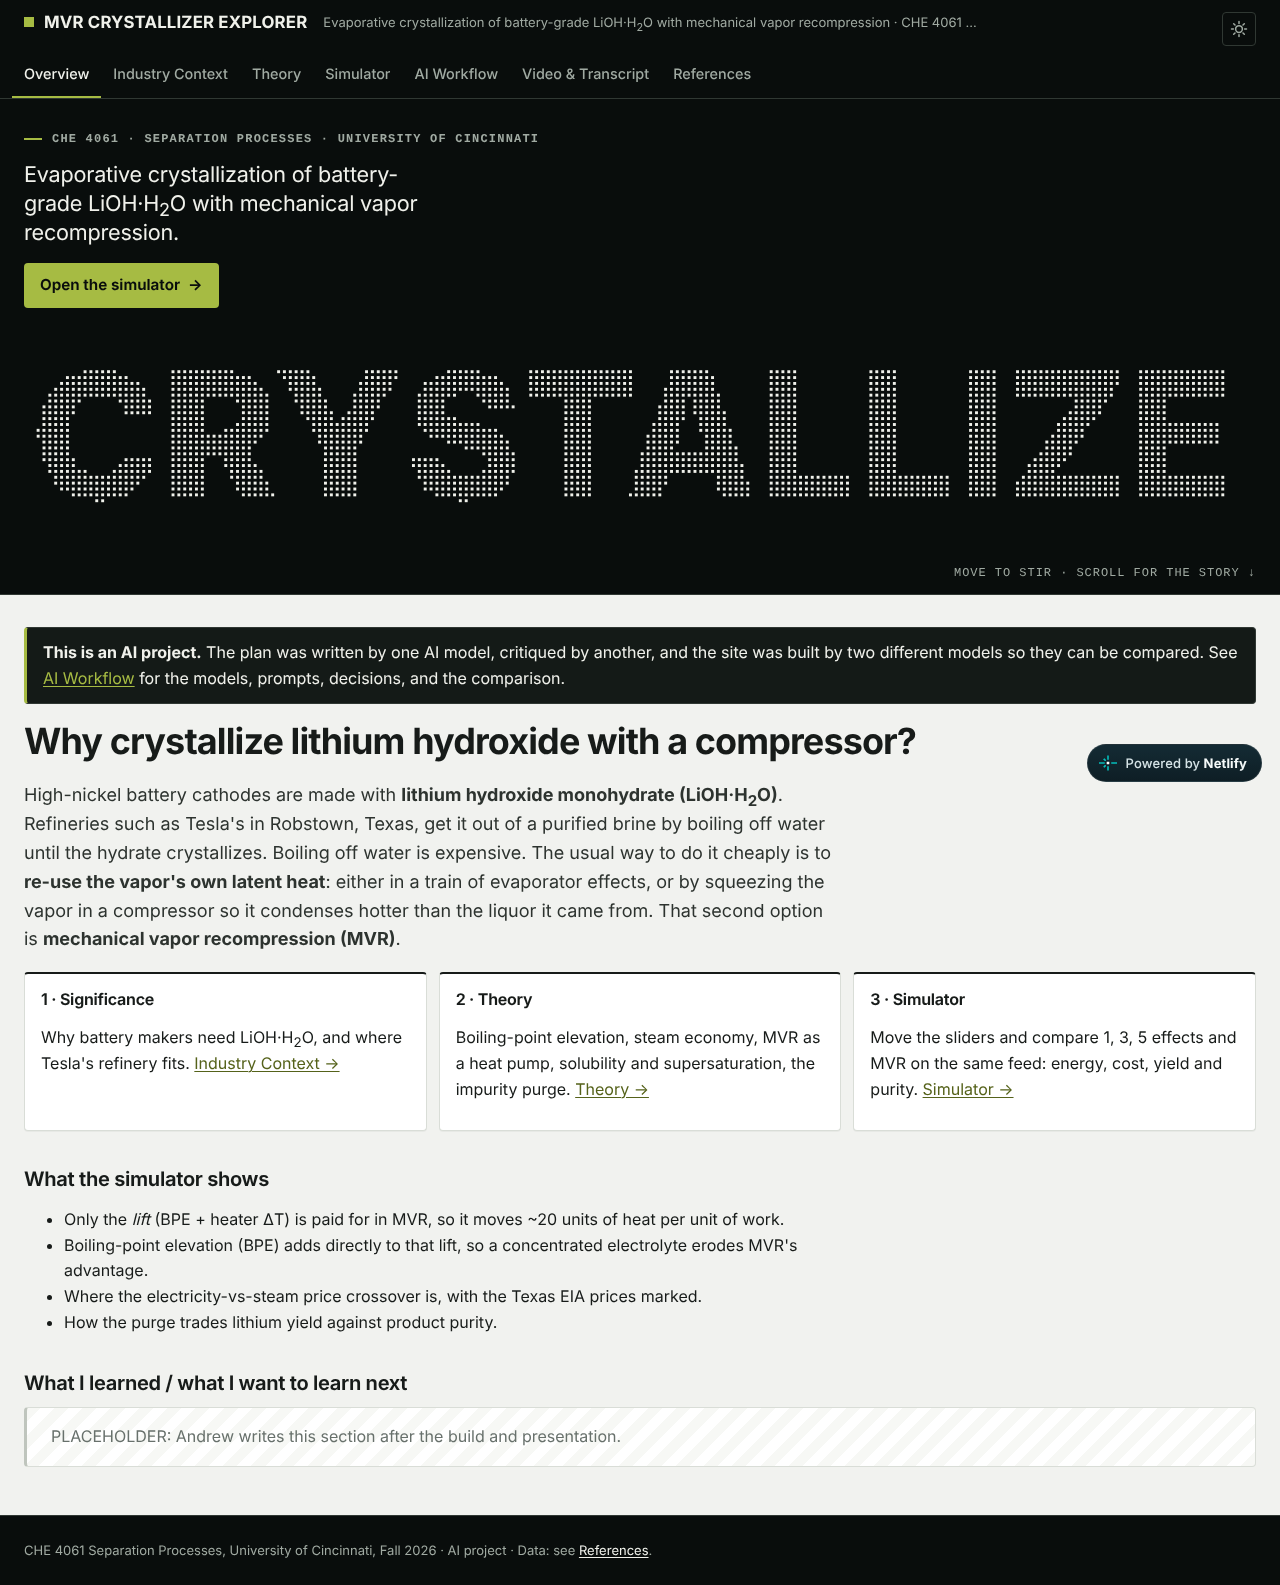 MVR CRYSTALLIZER EXPLORER
Evaporative crystallization of battery-grade LiOH·H₂O with mechanical vapor recompression · CHE 4061 ...
Overview
Industry Context
Theory
Simulator
AI Workflow
Video & Transcript
References
CHE 4061 · SEPARATION PROCESSES · UNIVERSITY OF CINCINNATI
Evaporative crystallization of battery-
grade LiOH·H₂O with mechanical vapor
recompression.
Open the simulator →
CRYSTALLIZE
MOVE TO STIR · SCROLL FOR THE STORY ↓
This is an AI project. The plan was written by one AI model, critiqued by another, and the site was built by two different models so they can be compared. See
AI Workflow for the models, prompts, decisions, and the comparison.
Why crystallize lithium hydroxide with a compressor?
Powered by Netlify
High-nickel battery cathodes are made with lithium hydroxide monohydrate (LiOH·H₂O).
Refineries such as Tesla's in Robstown, Texas, get it out of a purified brine by boiling off water
until the hydrate crystallizes. Boiling off water is expensive. The usual way to do it cheaply is to
re-use the vapor's own latent heat: either in a train of evaporator effects, or by squeezing the
vapor in a compressor so it condenses hotter than the liquor it came from. That second option
is mechanical vapor recompression (MVR).
1 · Significance
Why battery makers need LiOH·H₂O, and where
Tesla's refinery fits. Industry Context →
2 · Theory
Boiling-point elevation, steam economy, MVR as
a heat pump, solubility and supersaturation, the
impurity purge. Theory →
3 · Simulator
Move the sliders and compare 1, 3, 5 effects and
MVR on the same feed: energy, cost, yield and
purity. Simulator →
What the simulator shows
• Only the lift (BPE + heater ΔT) is paid for in MVR, so it moves ~20 units of heat per unit of work.
• Boiling-point elevation (BPE) adds directly to that lift, so a concentrated electrolyte erodes MVR's
advantage.
• Where the electricity-vs-steam price crossover is, with the Texas EIA prices marked.
• How the purge trades lithium yield against product purity.
What I learned / what I want to learn next
PLACEHOLDER: Andrew writes this section after the build and presentation.
CHE 4061 Separation Processes, University of Cincinnati, Fall 2026 · AI project · Data: see References.